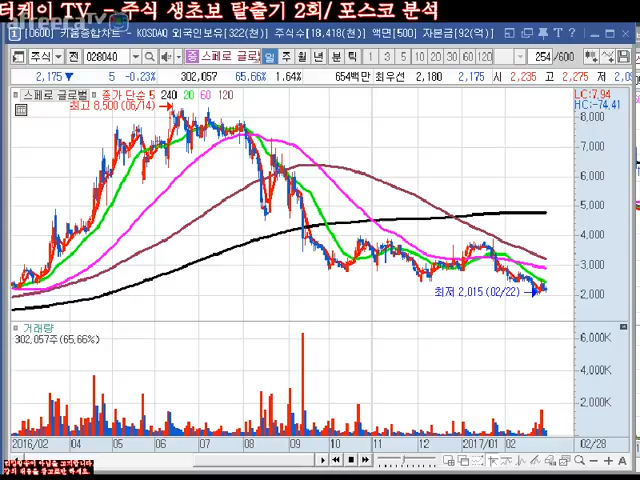 터케이 TV - 주식 생초보 탈출기 2회/ 포스코 분석
afreecaTV
[0600] 키움종합차트 - KOSDAQ 외국인보유[322(천)] 주식수[18,418(천)] 액면[500] 자본금[92(억)]
주식 전 028040 중 스페로 글로벌 일 주 월 년 분 틱 1 3 5 10 20 30 60 254 /600
2,175 ▼ 5 -0.23% 302,057 65.66% 1.64% 654백만 최우선 2,180 2,175 시 2,235 고 2,275 저 2,0
스페로 글로벌 종가 단순 5 240 20 60 120
LC:7.94
HC:-74.41
최고 8,500 (06/14)
8,000
7,000
6,000
5,000
4,000
3,000
최저 2,015 (02/22)
2,000
거래량
302,057주(65.66%)
6,000K
4,000K
2,000K
2016/02 04 05 06 07 08 09 10 11 12 2017/01 02 02/28